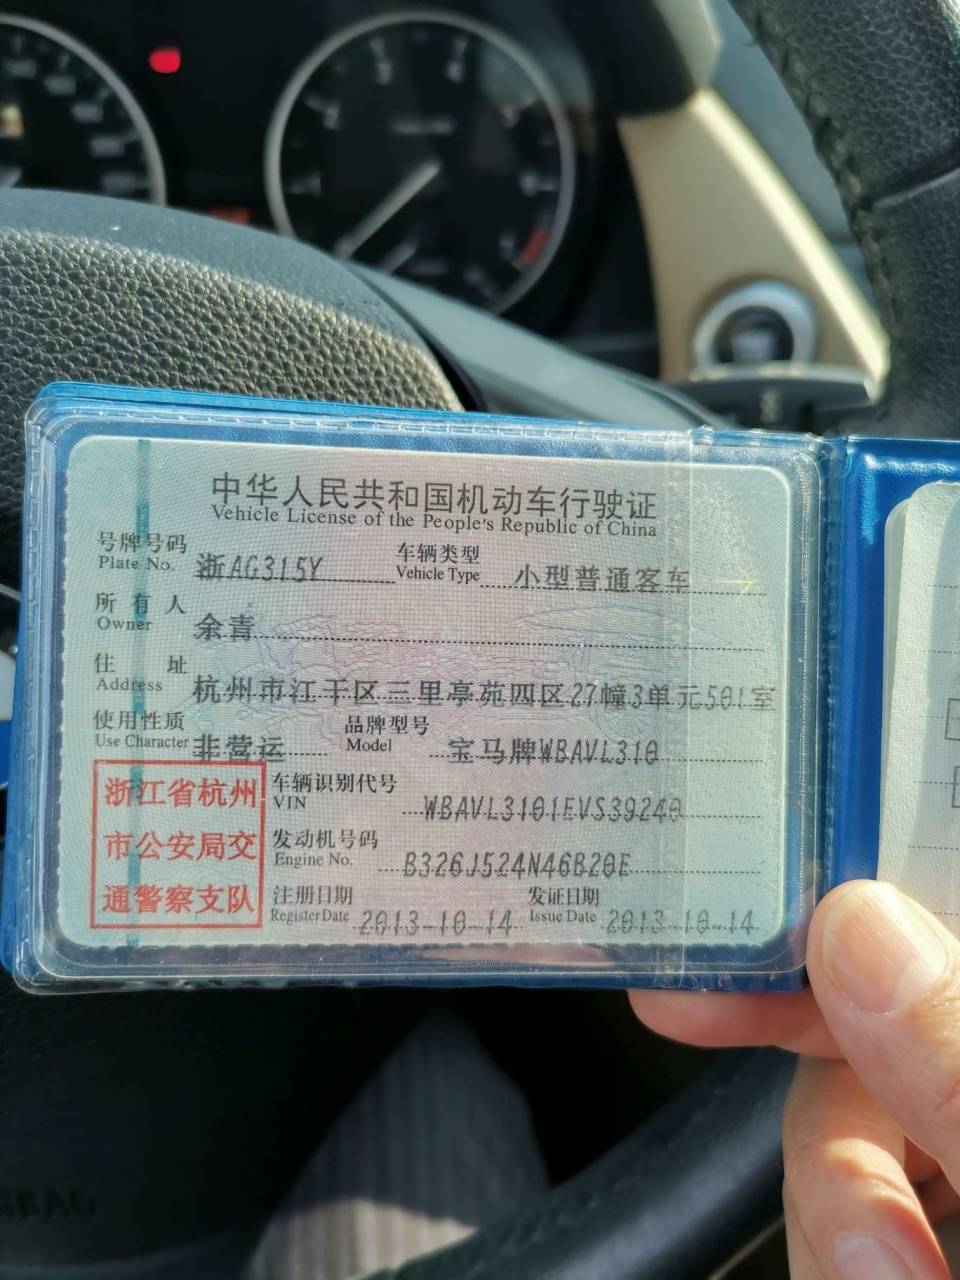 中华人民共和国机动车行驶证
Vehicle License of the People's Republic of China
号牌号码 浙AG315Y 车辆类型 小型普通客车
Plate No. Vehicle Type
所有人 余青
Owner
住址 杭州市江干区三里亭苑四区27幢3单元501室
Address
使用性质 非营运 品牌型号 宝马牌WBAVL310
Use Character Model
浙江省杭州
市公安局交
通警察支队
车辆识别代号 WBAVL3101EVS39240
VIN
发动机号码 B326J524N46B20E
Engine No.
注册日期 2013-10-14 发证日期 2013-10-14
Register Date Issue Date